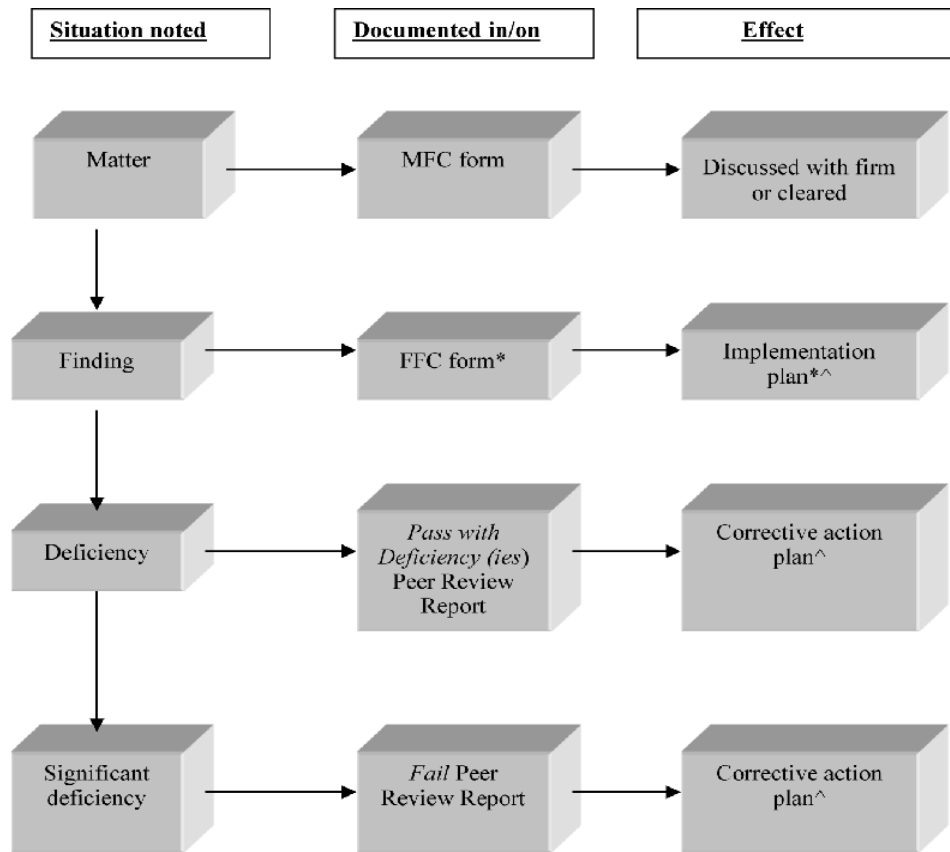 Situation noted
Documented in/on
Effect
Matter
MFC form
Discussed with firm
or cleared
Finding
FFC form*
Implementation
plan*^
Deficiency
Pass with
Deficiency (ies)
Peer Review
Report
Corrective action
plan^
Significant
deficiency
Fail Peer
Review Report
Corrective action
plan^